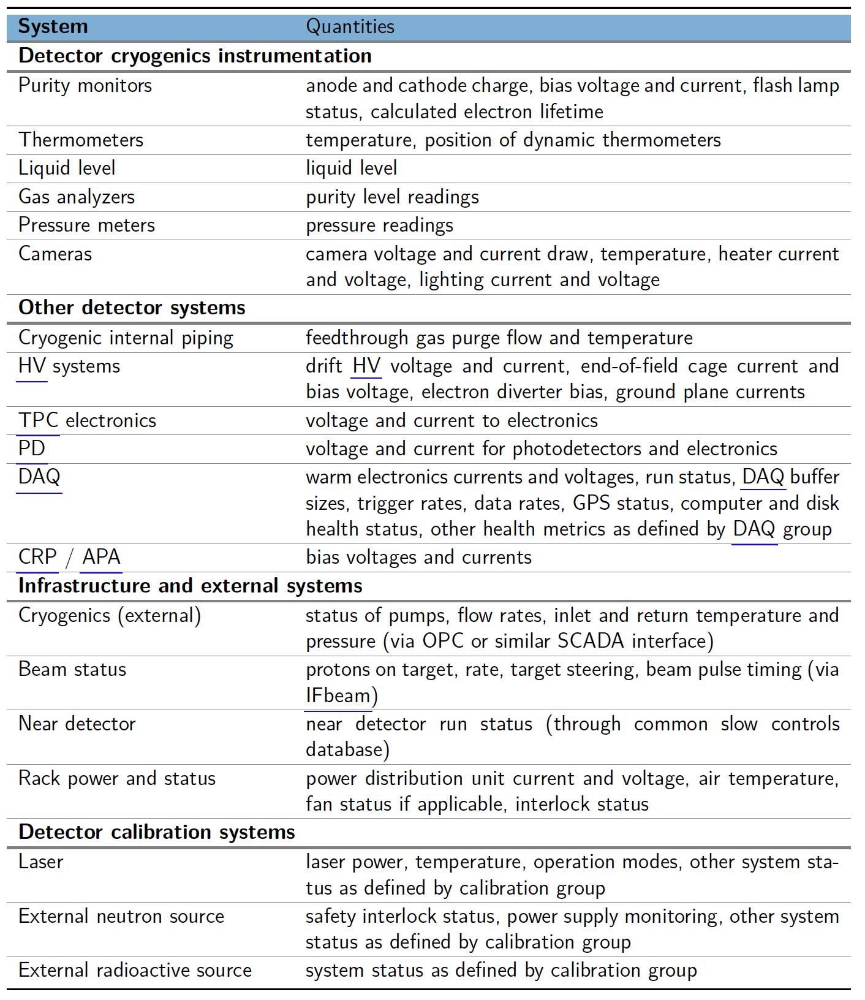 System Quantities
Detector cryogenics instrumentation
Purity monitors anode and cathode charge, bias voltage and current, flash lamp
status, calculated electron lifetime
Thermometers temperature, position of dynamic thermometers
Liquid level liquid level
Gas analyzers purity level readings
Pressure meters pressure readings
Cameras camera voltage and current draw, temperature, heater current
and voltage, lighting current and voltage
Other detector systems
Cryogenic internal piping feedthrough gas purge flow and temperature
HV systems drift HV voltage and current, end-of-field cage current and
bias voltage, electron diverter bias, ground plane currents
TPC electronics voltage and current to electronics
PD voltage and current for photodetectors and electronics
DAQ warm electronics currents and voltages, run status, DAQ buffer
sizes, trigger rates, data rates, GPS status, computer and disk
health status, other health metrics as defined by DAQ group
CRP / APA bias voltages and currents
Infrastructure and external systems
Cryogenics (external) status of pumps, flow rates, inlet and return temperature and
pressure (via OPC or similar SCADA interface)
Beam status protons on target, rate, target steering, beam pulse timing (via
IFbeam)
Near detector near detector run status (through common slow controls
database)
Rack power and status power distribution unit current and voltage, air temperature,
fan status if applicable, interlock status
Detector calibration systems
Laser laser power, temperature, operation modes, other system sta-
tus as defined by calibration group
External neutron source safety interlock status, power supply monitoring, other system
status as defined by calibration group
External radioactive source system status as defined by calibration group